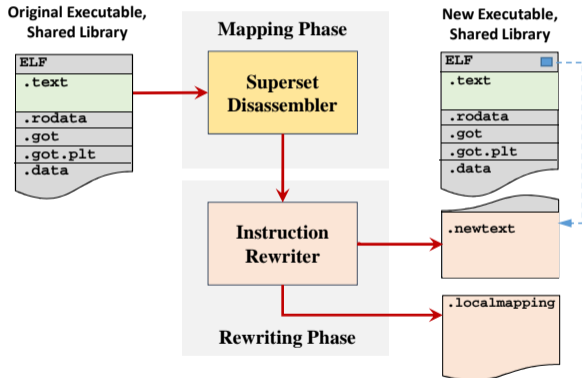 Original Executable,
Shared Library
ELF
.text
.rodata
.got
.got.plt
.data
Mapping Phase
Superset
Disassembler
Instruction
Rewriter
Rewriting Phase
New Executable,
Shared Library
ELF
.text
.rodata
.got
.got.plt
.data
.newtext
.localmapping